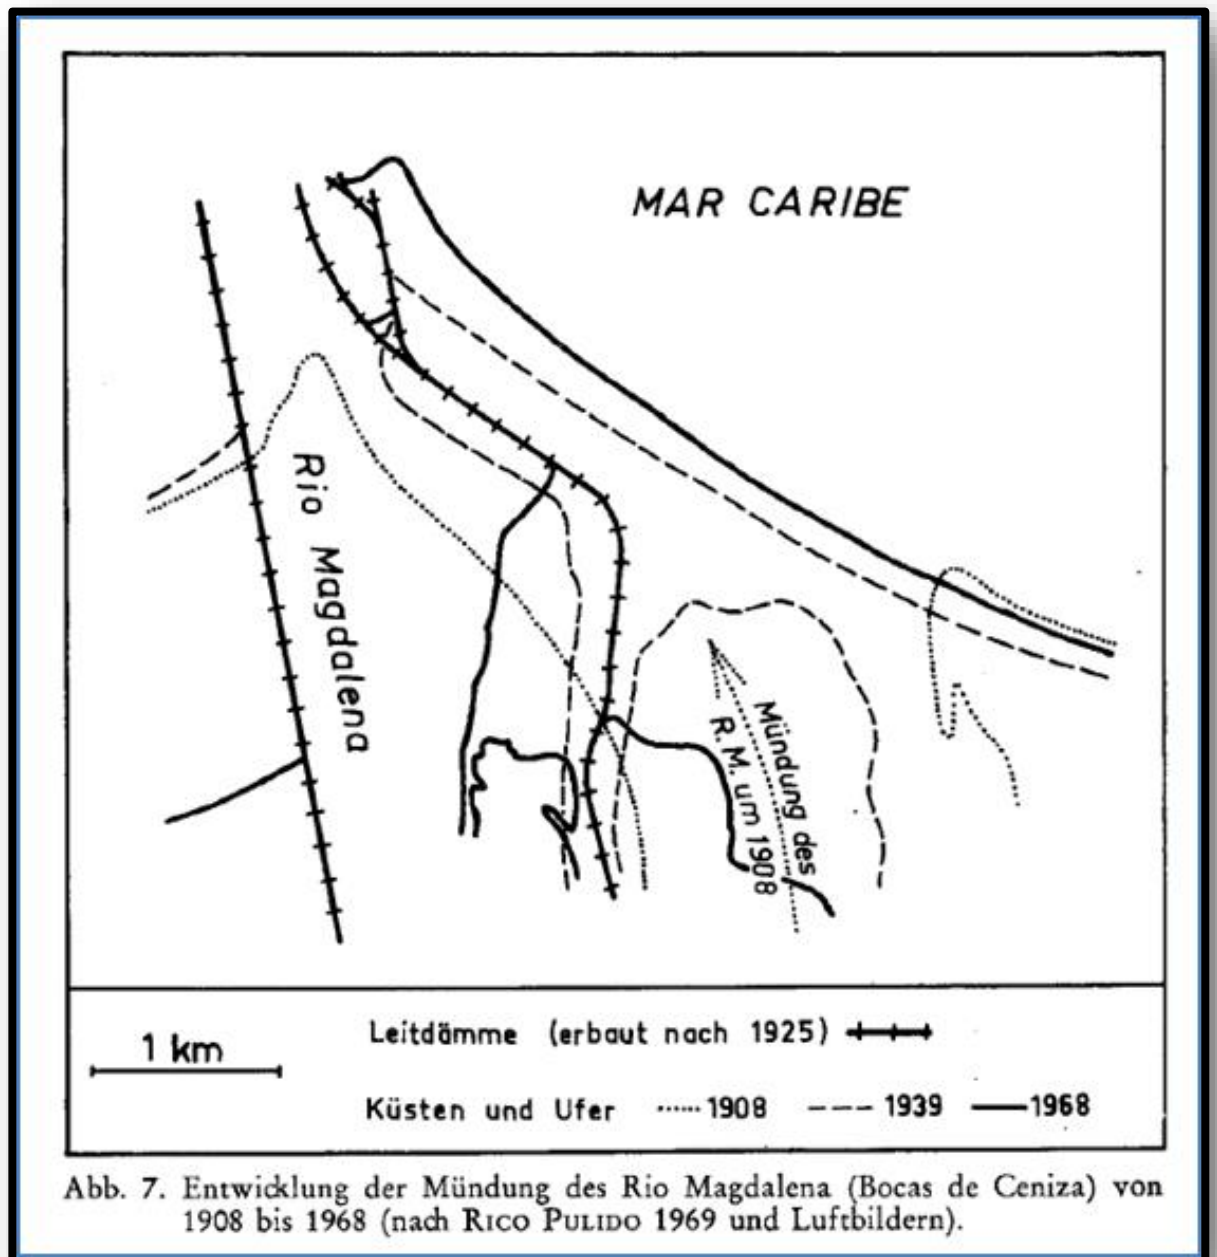 MAR CARIBE
Rio Magdalena
Mündung des
R.M. um 1908
1 km
Leitdämme (erbaut nach 1925)
Küsten und Ufer 1908 1939 1968
Abb. 7. Entwicklung der Mündung des Rio Magdalena (Bocas de Ceniza) von
1908 bis 1968 (nach RICO PULIDO 1969 und Luftbildern).